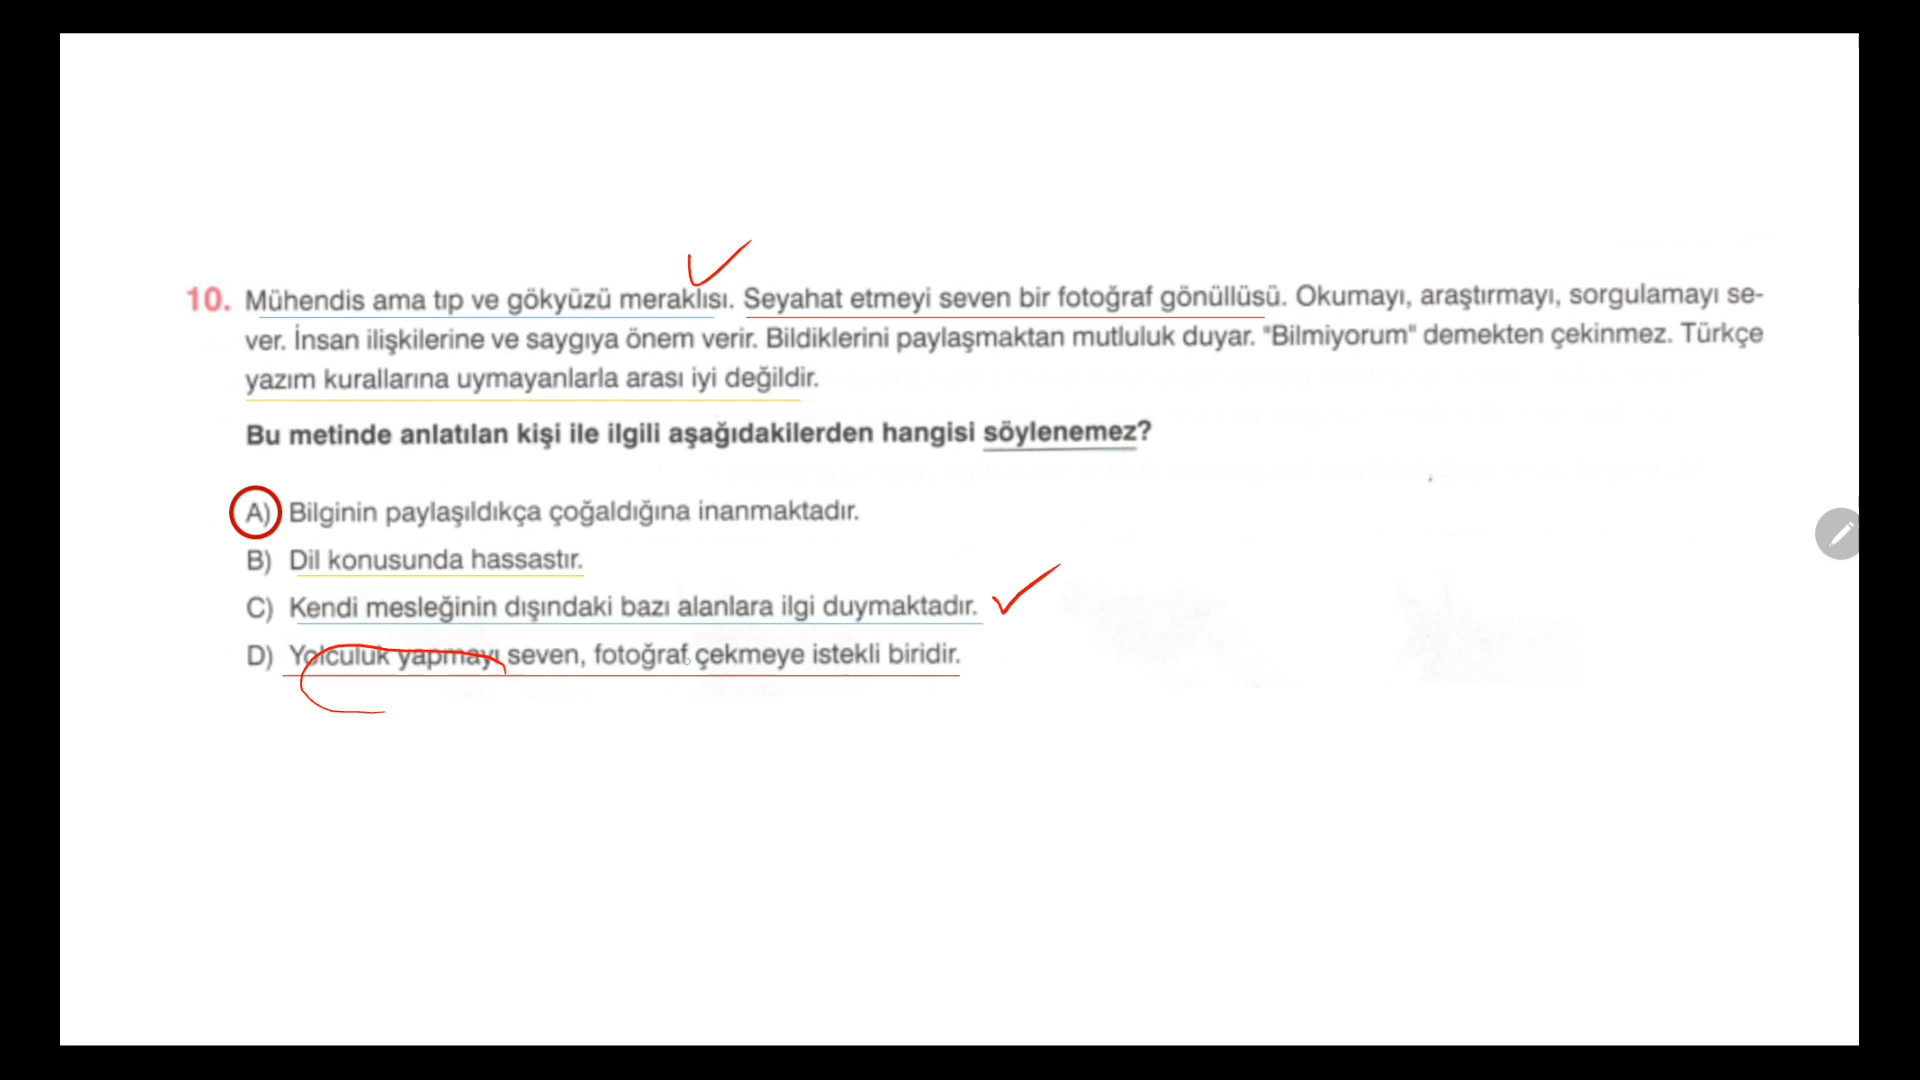 10. Mühendis ama tıp ve gökyüzü meraklısı. Seyahat etmeyi seven bir fotoğraf gönüllüsü. Okumayı, araştırmayı, sorgulamayı se-
ver. İnsan ilişkilerine ve saygıya önem verir. Bildiklerini paylaşmaktan mutluluk duyar. "Bilmiyorum" demekten çekinmez. Türkçe
yazım kurallarına uymayanlarla arası iyi değildir.
Bu metinde anlatılan kişi ile ilgili aşağıdakilerden hangisi söylenemez?
A) Bilginin paylaşıldıkça çoğaldığına inanmaktadır.
B) Dil konusunda hassastır.
C) Kendi mesleğinin dışındaki bazı alanlara ilgi duymaktadır.
D) Yolculuk yapmayı seven, fotoğraf çekmeye istekli biridir.